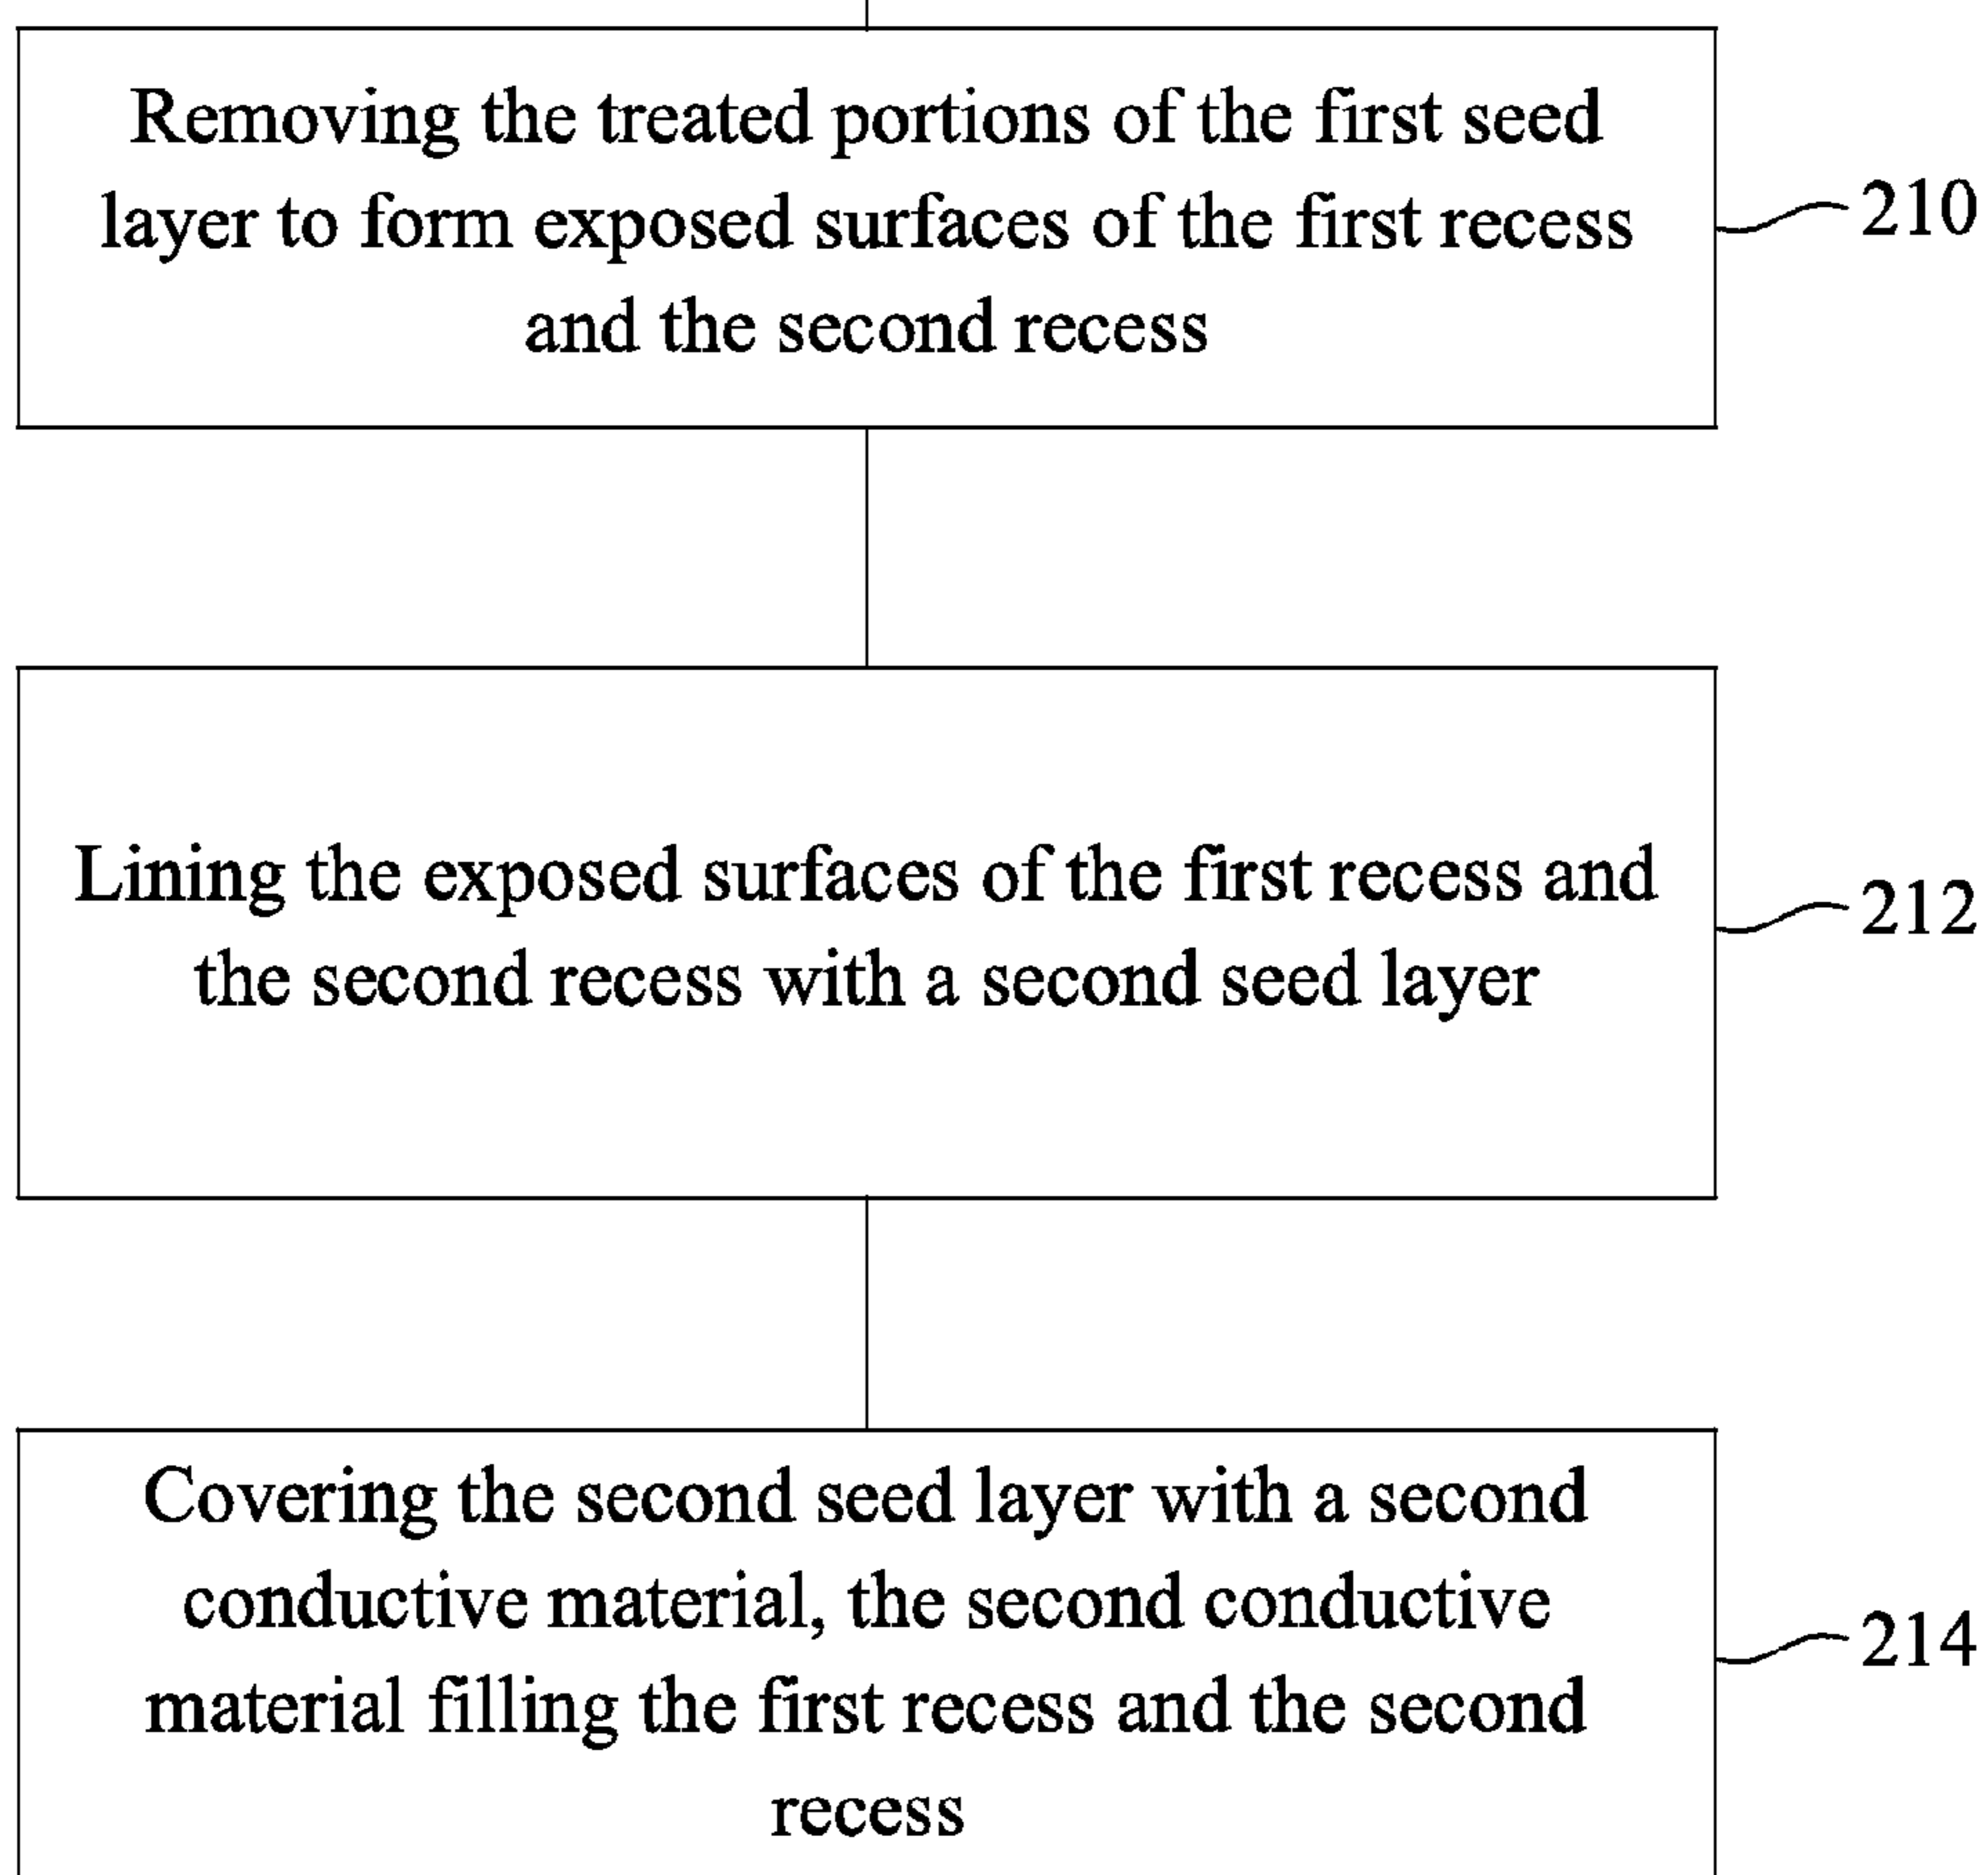 Removing the treated portions of the first seed
layer to form exposed surfaces of the first recess
and the second recess
210
Lining the exposed surfaces of the first recess and
the second recess with a second seed layer
212
Covering the second seed layer with a second
conductive material, the second conductive
material filling the first recess and the second
recess
214